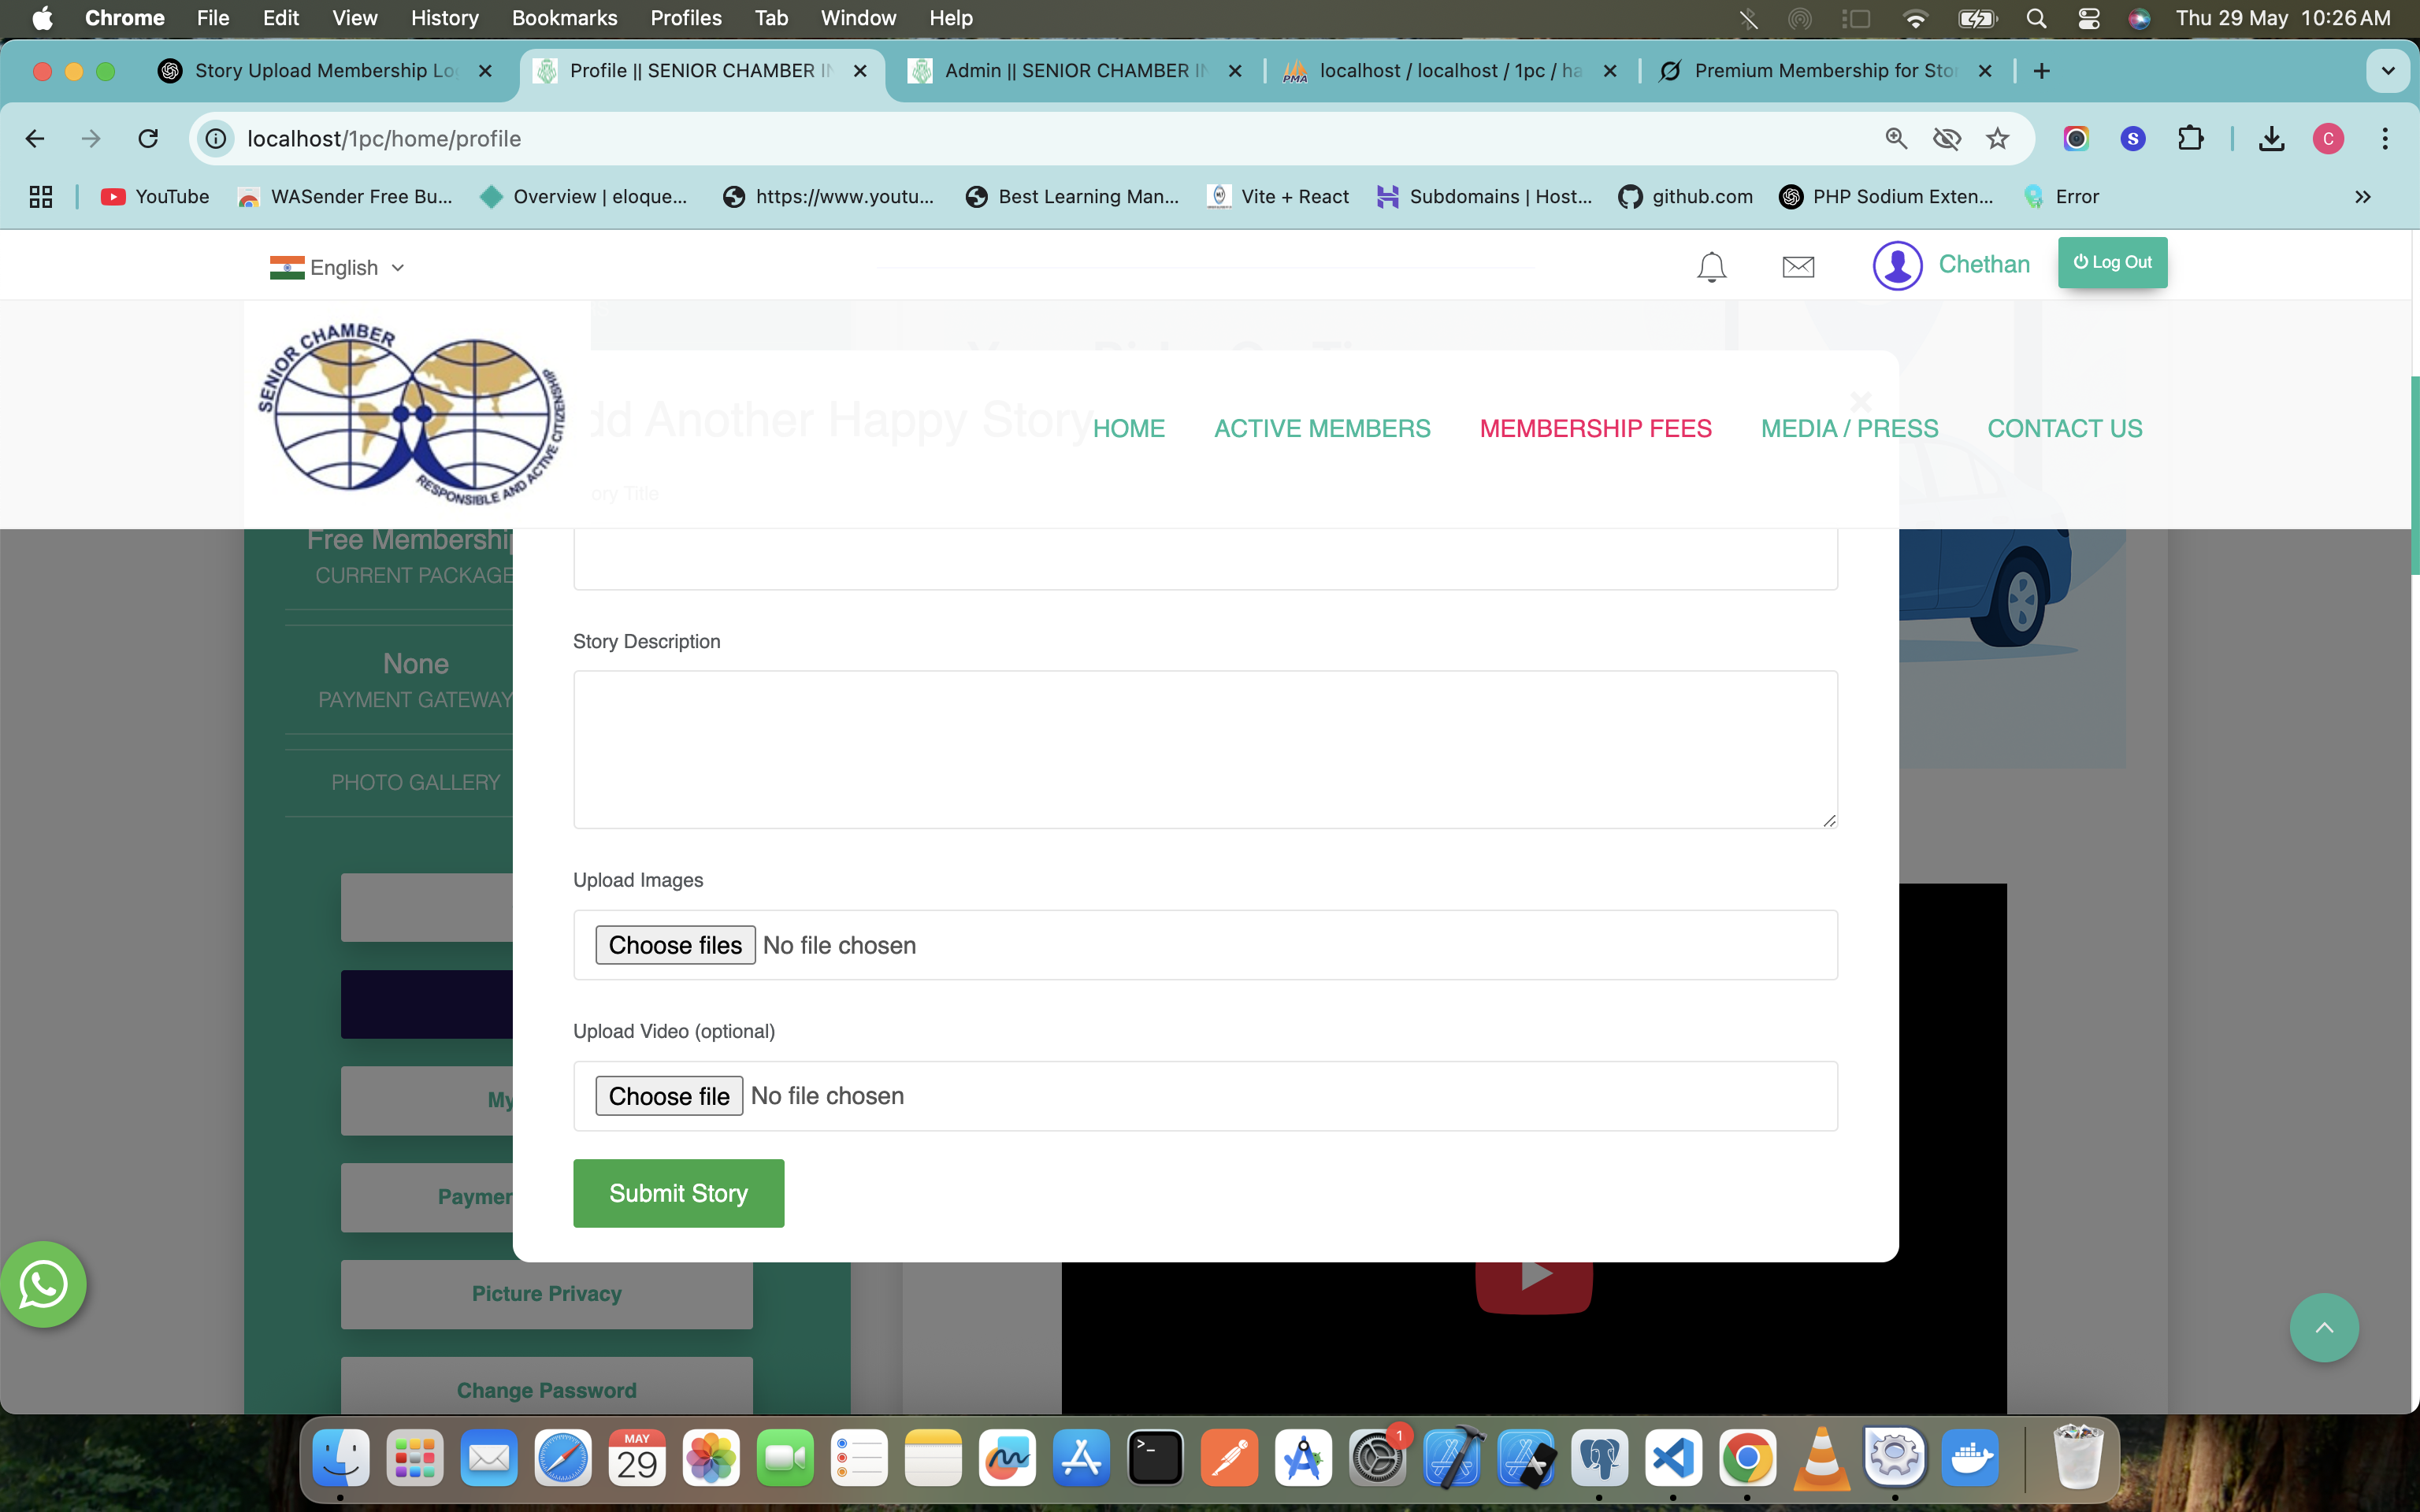 Chrome File Edit View History Bookmarks Profiles Tab Window Help Thu 29 May 10:26 AM
Story Upload Membership Lo Profile || SENIOR CHAMBER IN Admin || SENIOR CHAMBER IN localhost / localhost / 1pc / ha Premium Membership for Sto
localhost/1pc/home/profile
S C
YouTube WASender Free Bu... Overview | eloque... https://www.youtu... Best Learning Man... Vite + React Subdomains | Host... github.com PHP Sodium Exten... Error
English Chethan Log Out
SENIOR CHAMBER
RESPONSIBLE AND ACTIVE CITIZENSHIP
dd Another Happy Story
HOME ACTIVE MEMBERS MEMBERSHIP FEES MEDIA / PRESS CONTACT US
ory Title
Free Membership
CURRENT PACKAGE
None
PAYMENT GATEWAY
PHOTO GALLERY
Story Description
Upload Images
Choose files No file chosen
Upload Video (optional)
Choose file No file chosen
Submit Story
My
Paymen
Picture Privacy
Change Password
MAY
29
1